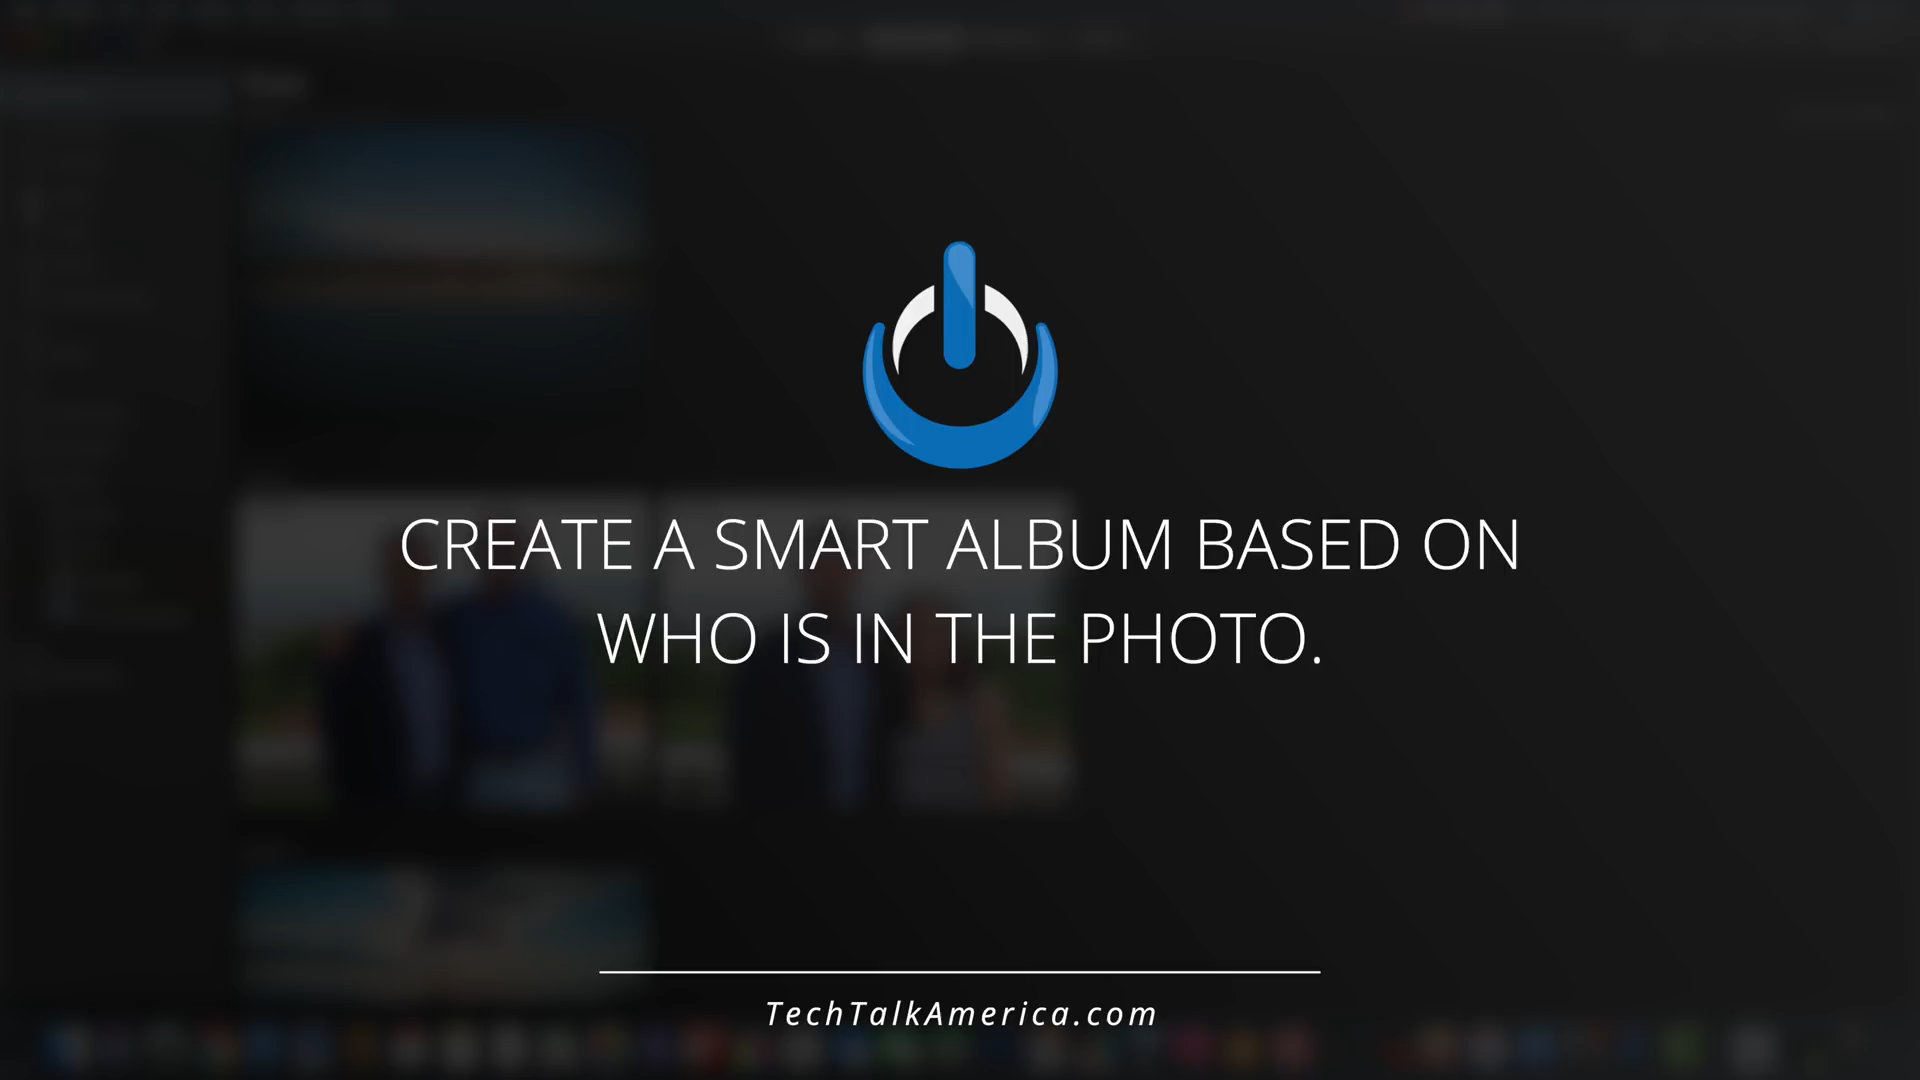 CREATE A SMART ALBUM BASED ON
WHO IS IN THE PHOTO.
TechTalkAmerica.com